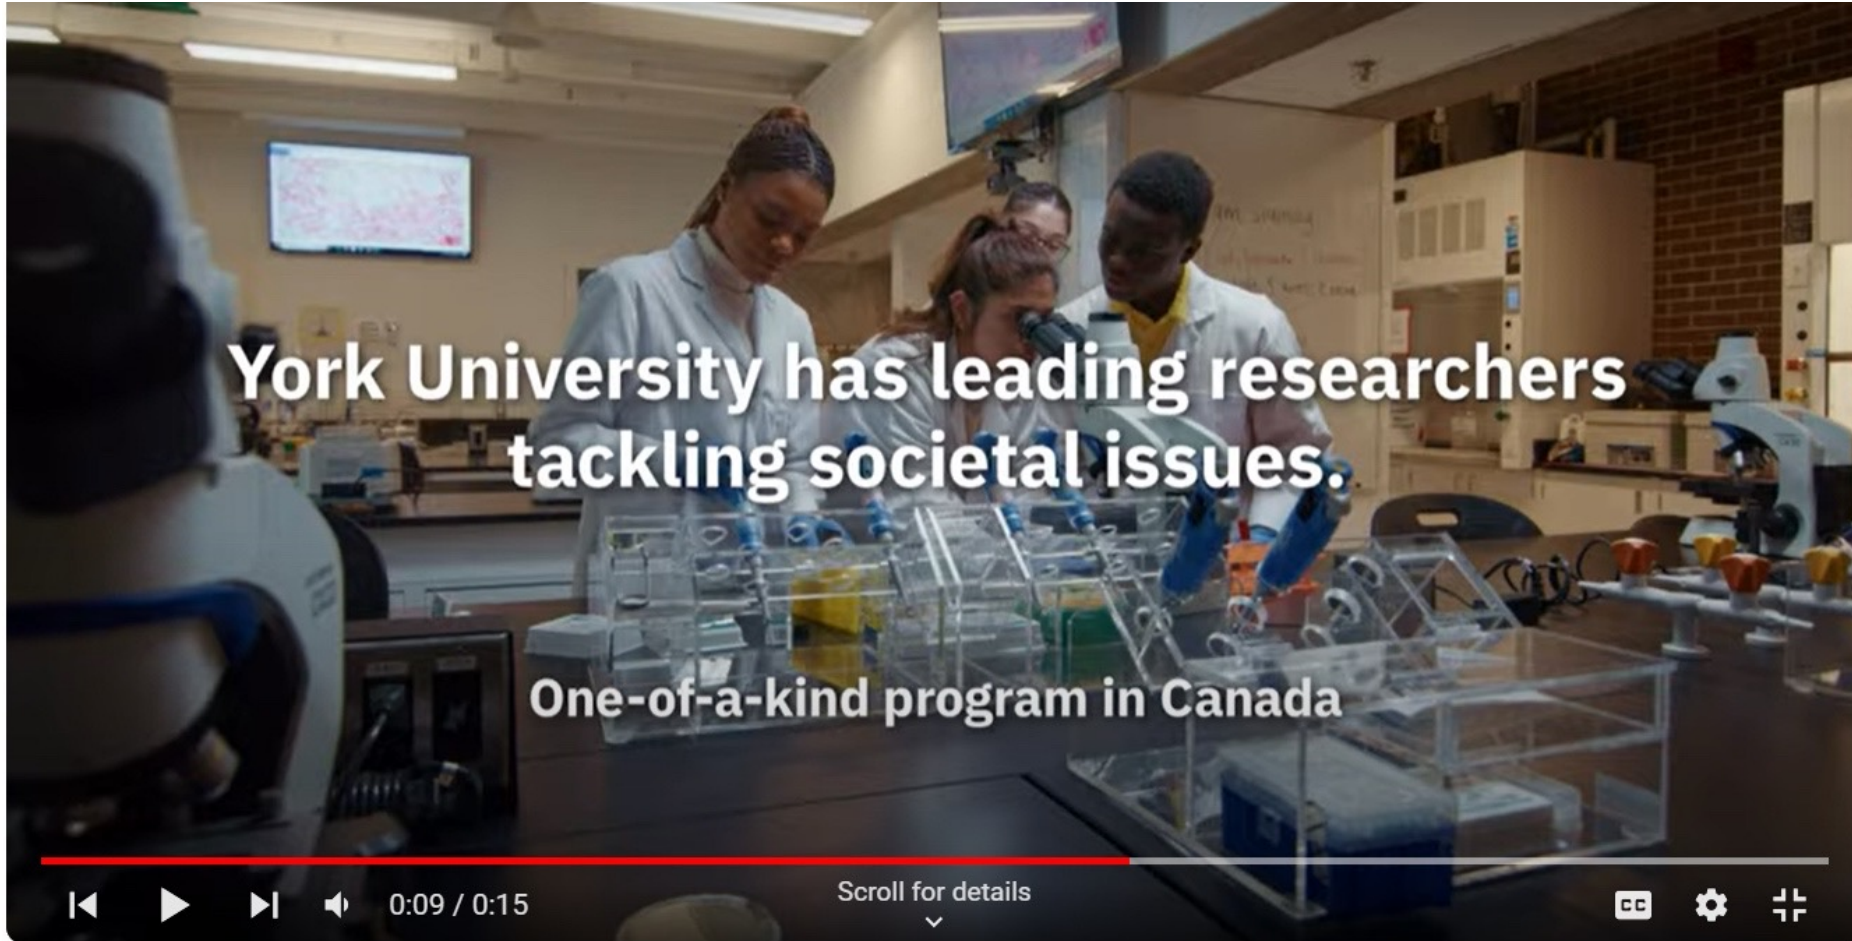 York University has leading researchers
tackling societal issues.
One-of-a-kind program in Canada
0:09 / 0:15
Scroll for details
CC